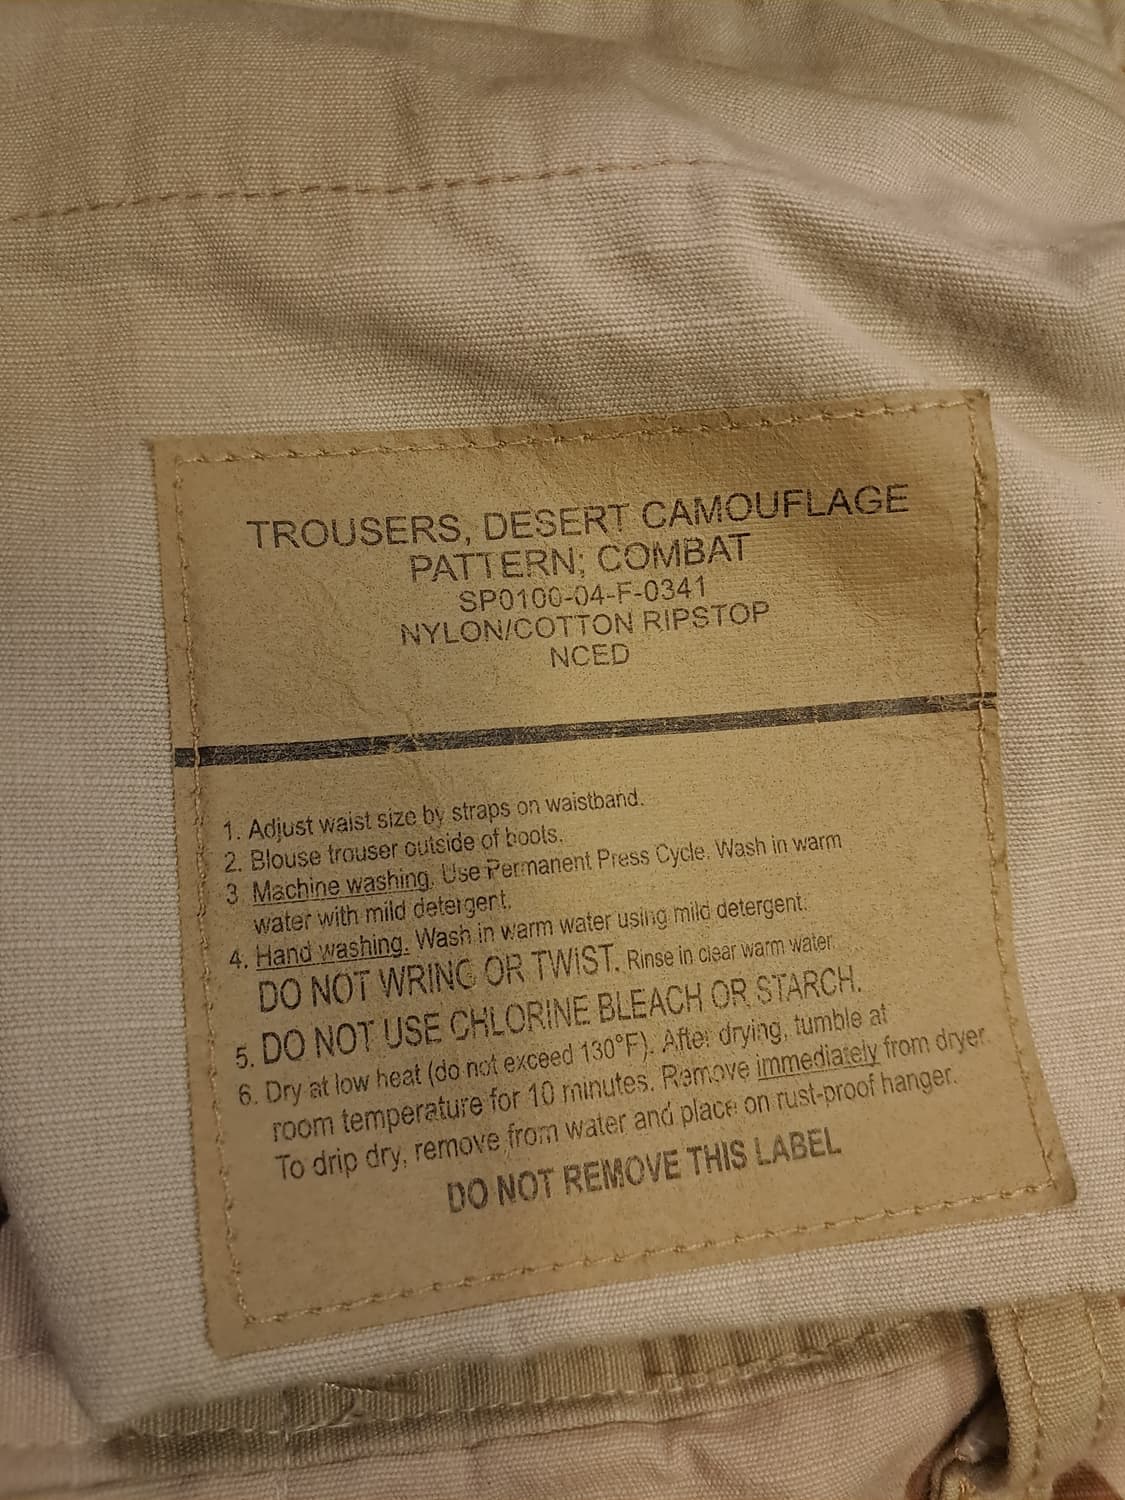 TROUSERS, DESERT CAMOUFLAGE
PATTERN; COMBAT
SP0100-04-F-0341
NYLON/COTTON RIPSTOP
NCED
1. Adjust waist size by straps on waistband.
2. Blouse trouser outside of boots.
3 Machine washing. Use Permanent Press Cycle. Wash in warm
water with mild detergent.
4. Hand washing. Wash in warm water using mild detergent.
DO NOT WRING OR TWIST. Rinse in clear warm water
5. DO NOT USE CHLORINE BLEACH OR STARCH.
6. Dry at low heat (do not exceed 130°F). After drying, tumble at
room temperature for 10 minutes. Remove immediately from dryer.
To drip dry, remove from water and place on rust-proof hanger.
DO NOT REMOVE THIS LABEL